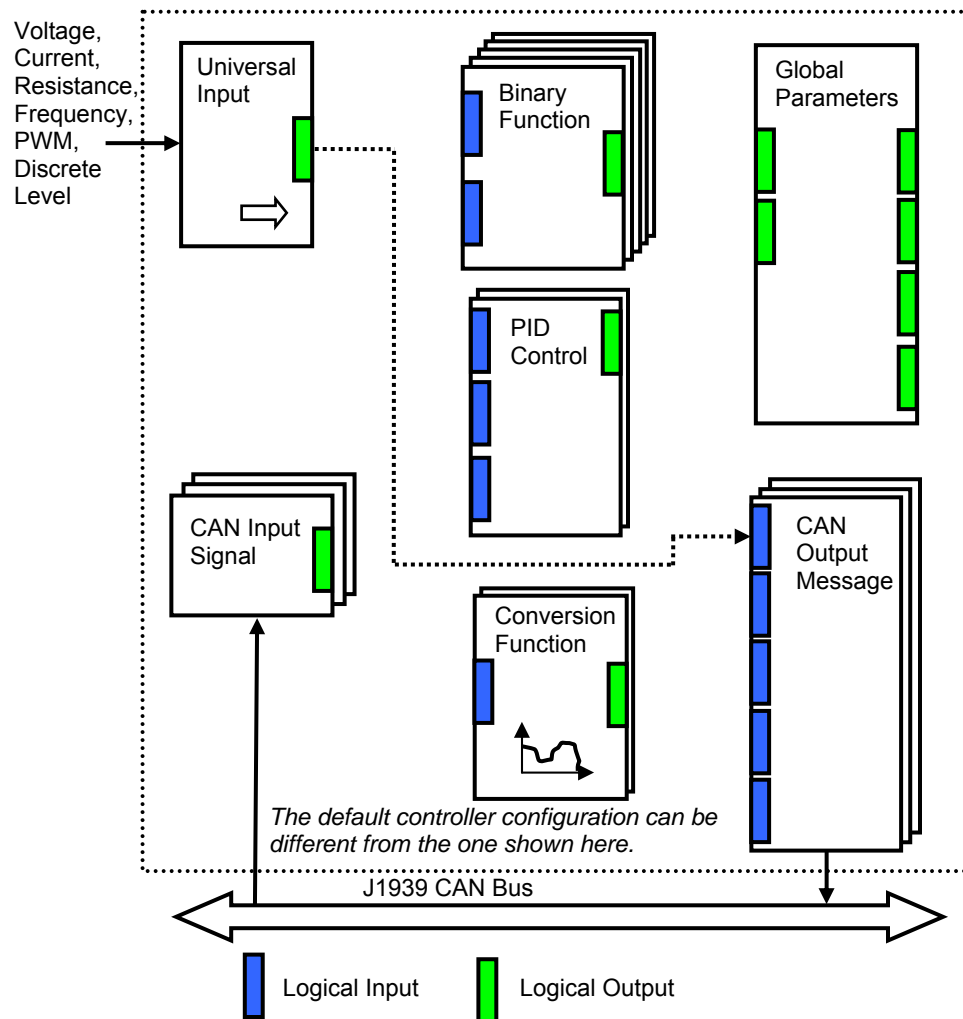 Voltage,
Current,
Resistance,
Frequency,
PWM,
Discrete
Level
Universal
Input
Binary
Function
Global
Parameters
PID
Control
CAN Input
Signal
CAN
Output
Message
Conversion
Function
The default controller configuration can be
different from the one shown here.
J1939 CAN Bus
Logical Input
Logical Output